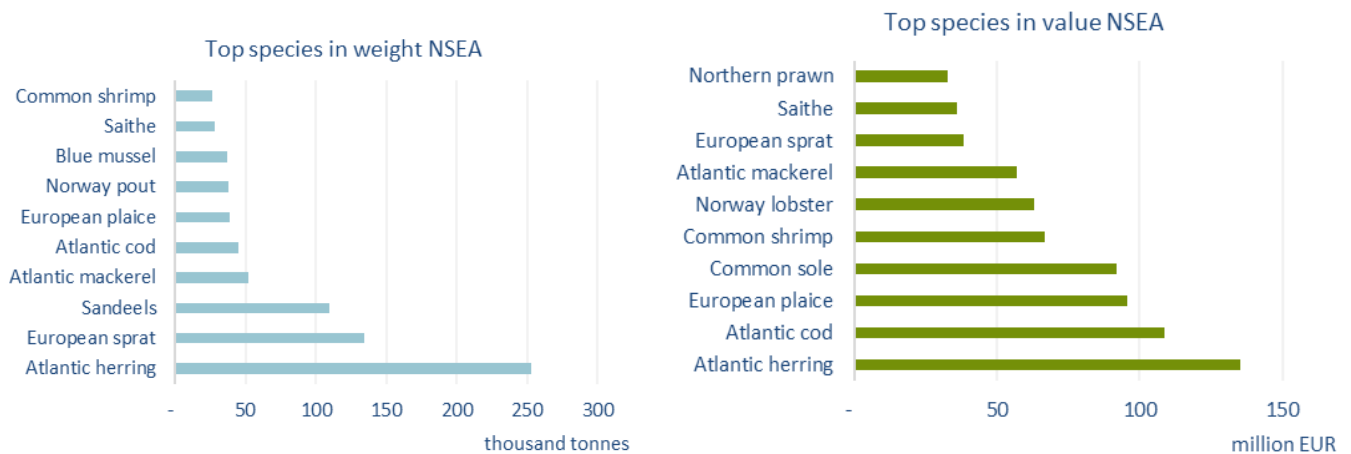 Top species in weight NSEA
Common shrimp
Saithe
Blue mussel
Norway pout
European plaice
Atlantic cod
Atlantic mackerel
Sandeels
European sprat
Atlantic herring
- 50 100 150 200 250 300
thousand tonnes
Top species in value NSEA
Northern prawn
Saithe
European sprat
Atlantic mackerel
Norway lobster
Common shrimp
Common sole
European plaice
Atlantic cod
Atlantic herring
- 50 100 150
million EUR